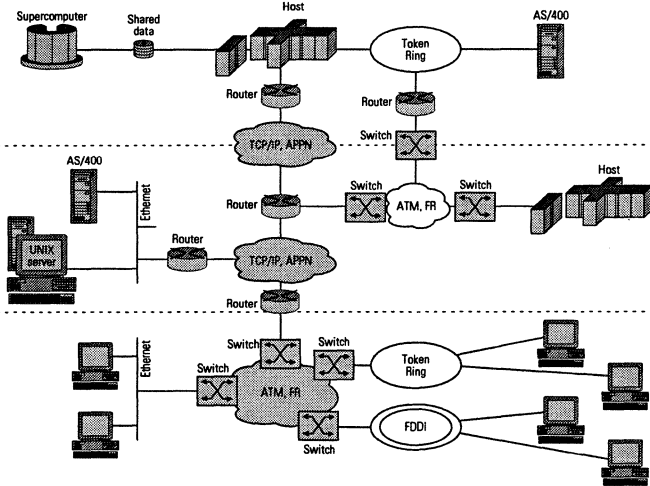 Supercomputer
Shared
data
Host
AS/400
Token
Ring
Router
Router
Switch
TCP/IP, APPN
AS/400
Ethernet
Switch
Switch
Host
Router
ATM, FR
UNIX
server
Router
TCP/IP, APPN
Router
Switch
Switch
Ethernet
Switch
Token
Ring
ATM, FR
FDDI
Switch